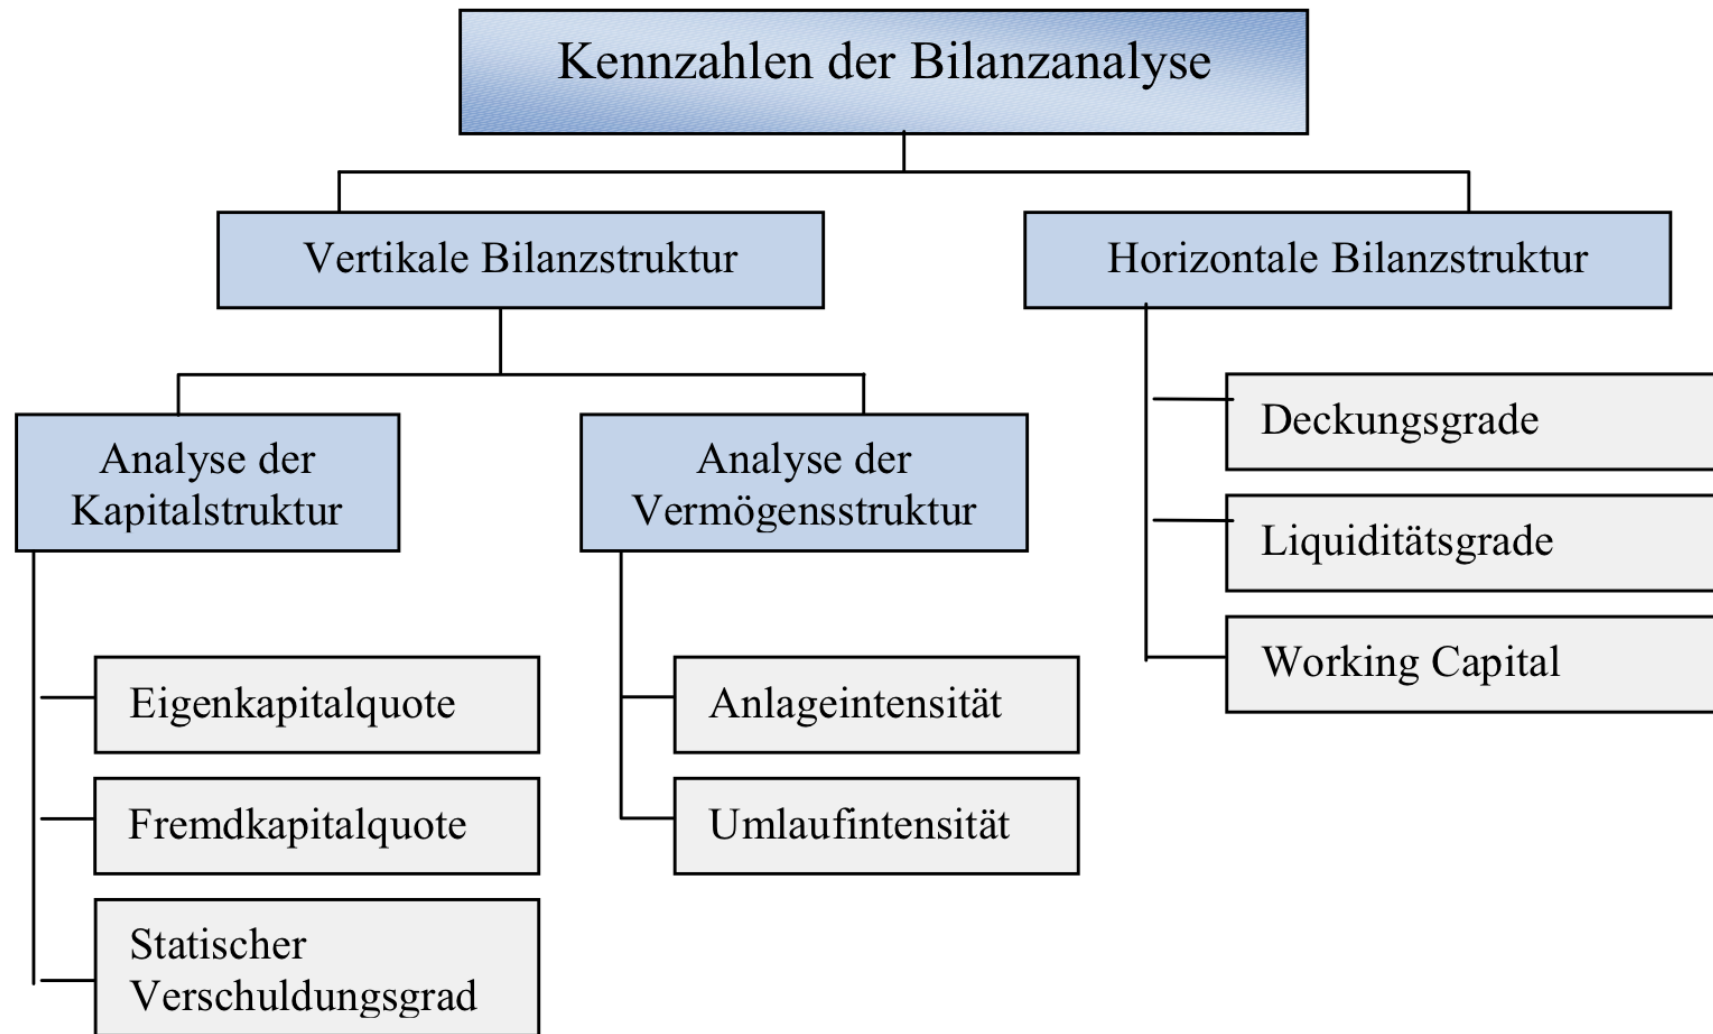 Kennzahlen der Bilanzanalyse
Vertikale Bilanzstruktur
Horizontale Bilanzstruktur
Analyse der
Kapitalstruktur
Analyse der
Vermögensstruktur
Deckungsgrade
Liquiditätsgrade
Working Capital
Eigenkapitalquote
Fremdkapitalquote
Statischer
Verschuldungsgrad
Anlageintensität
Umlaufintensität